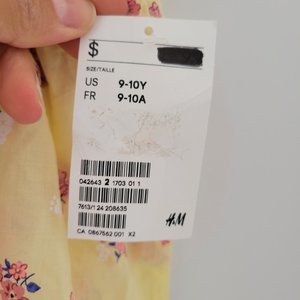 $
SIZE/TAILLE
US 9-10Y
FR 9-10A
042643 2 1703 01 1
7613/1 24 208635
H&M
CA 0867562 001 X2